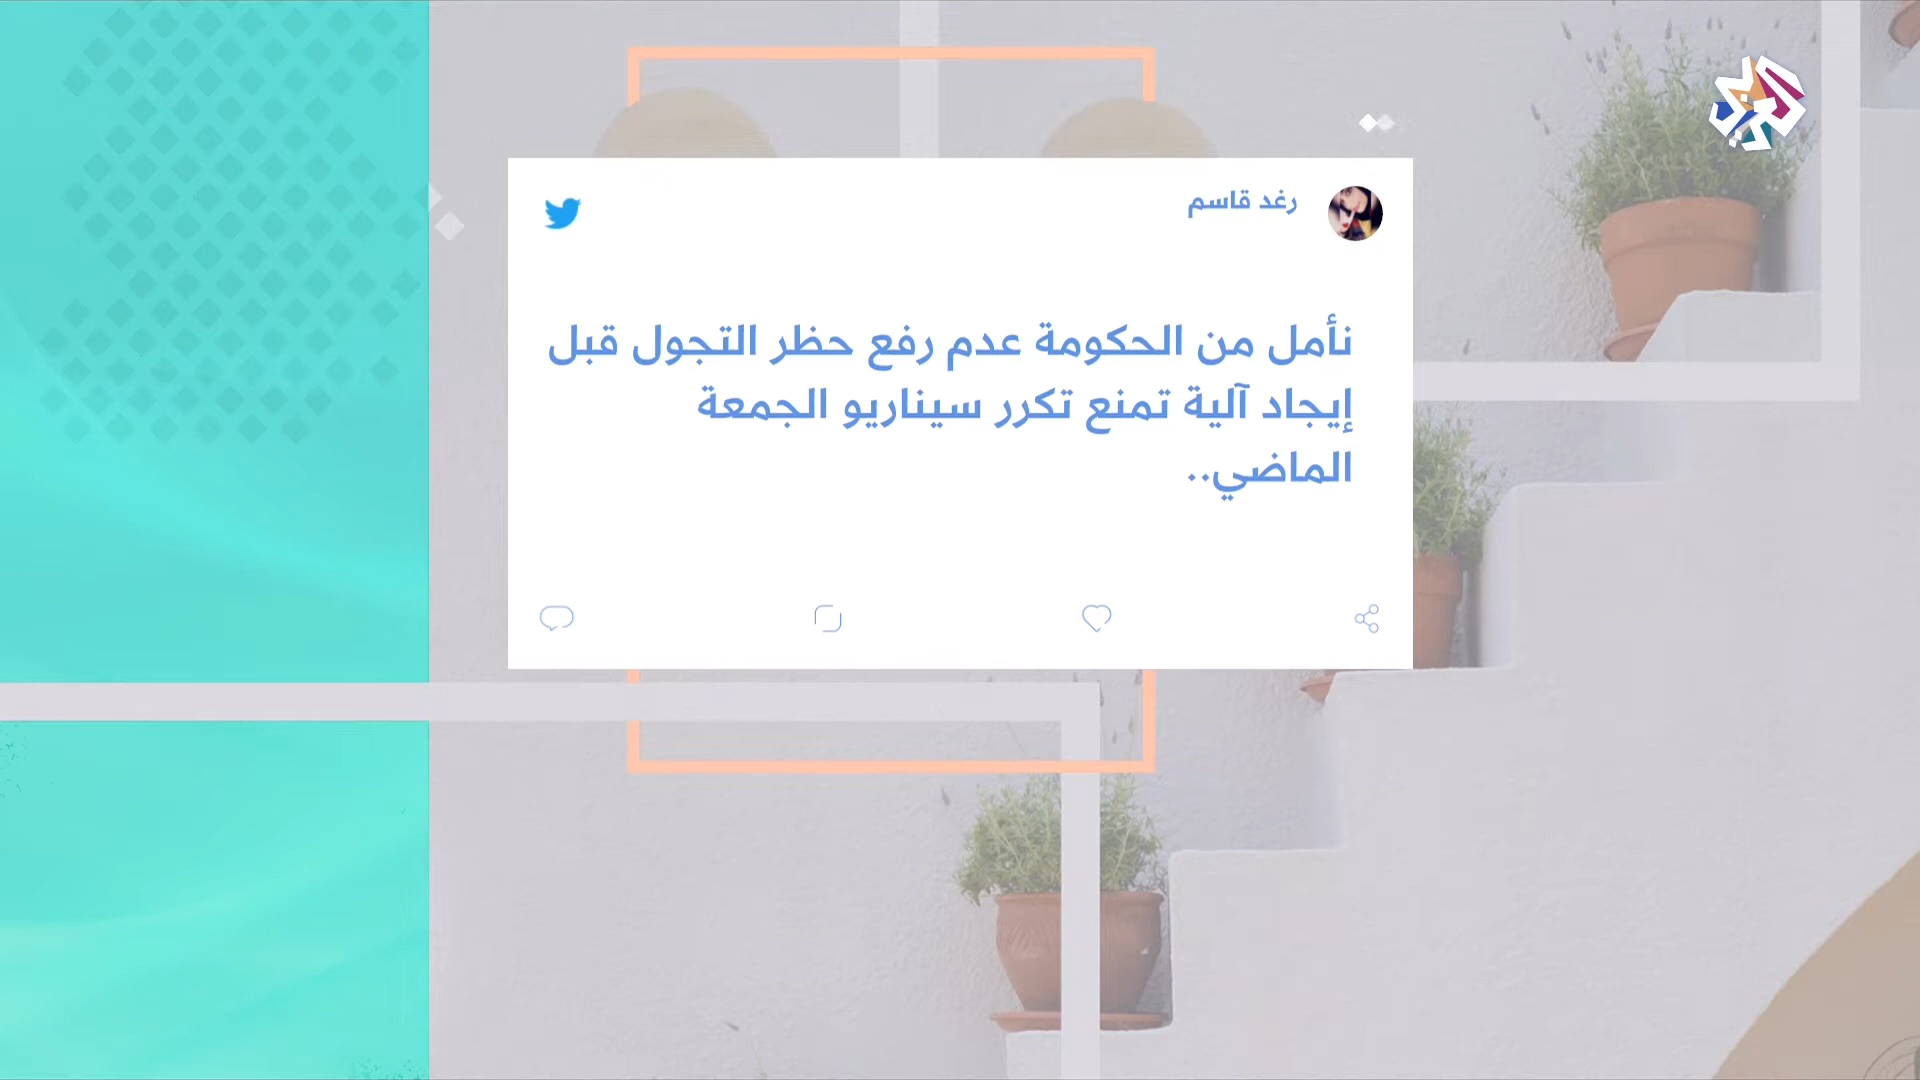 رغد قاسم
نأمل من الحكومة عدم رفع حظر التجول قبل
إيجاد آلية تمنع تكرر سيناريو الجمعة
الماضي..